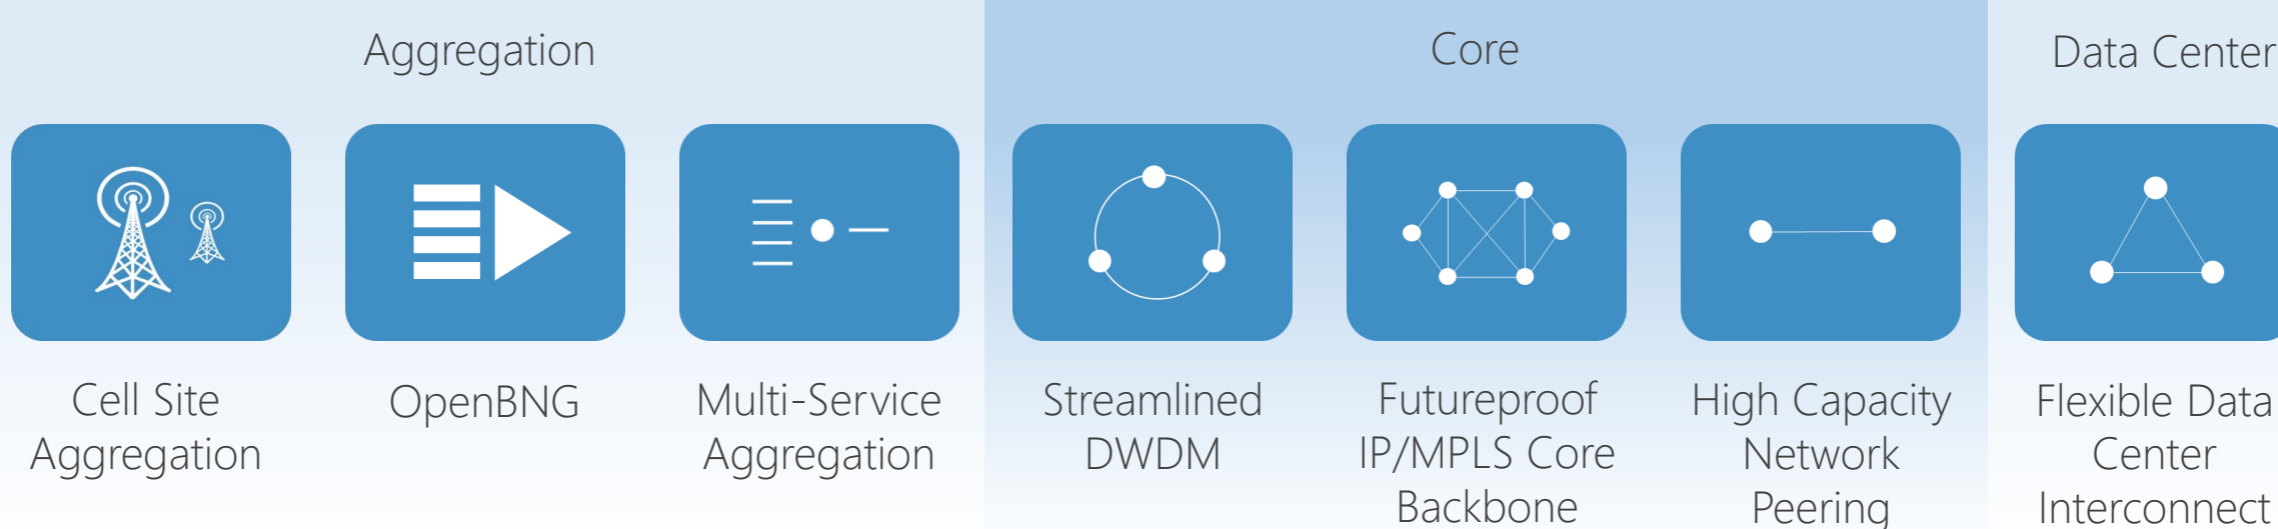 Aggregation
Core
Data Center
Cell Site
Aggregation
OpenBNG
Multi-Service
Aggregation
Streamlined
DWDM
Futureproof
IP/MPLS Core
Backbone
High Capacity
Network
Peering
Flexible Data
Center
Interconnect